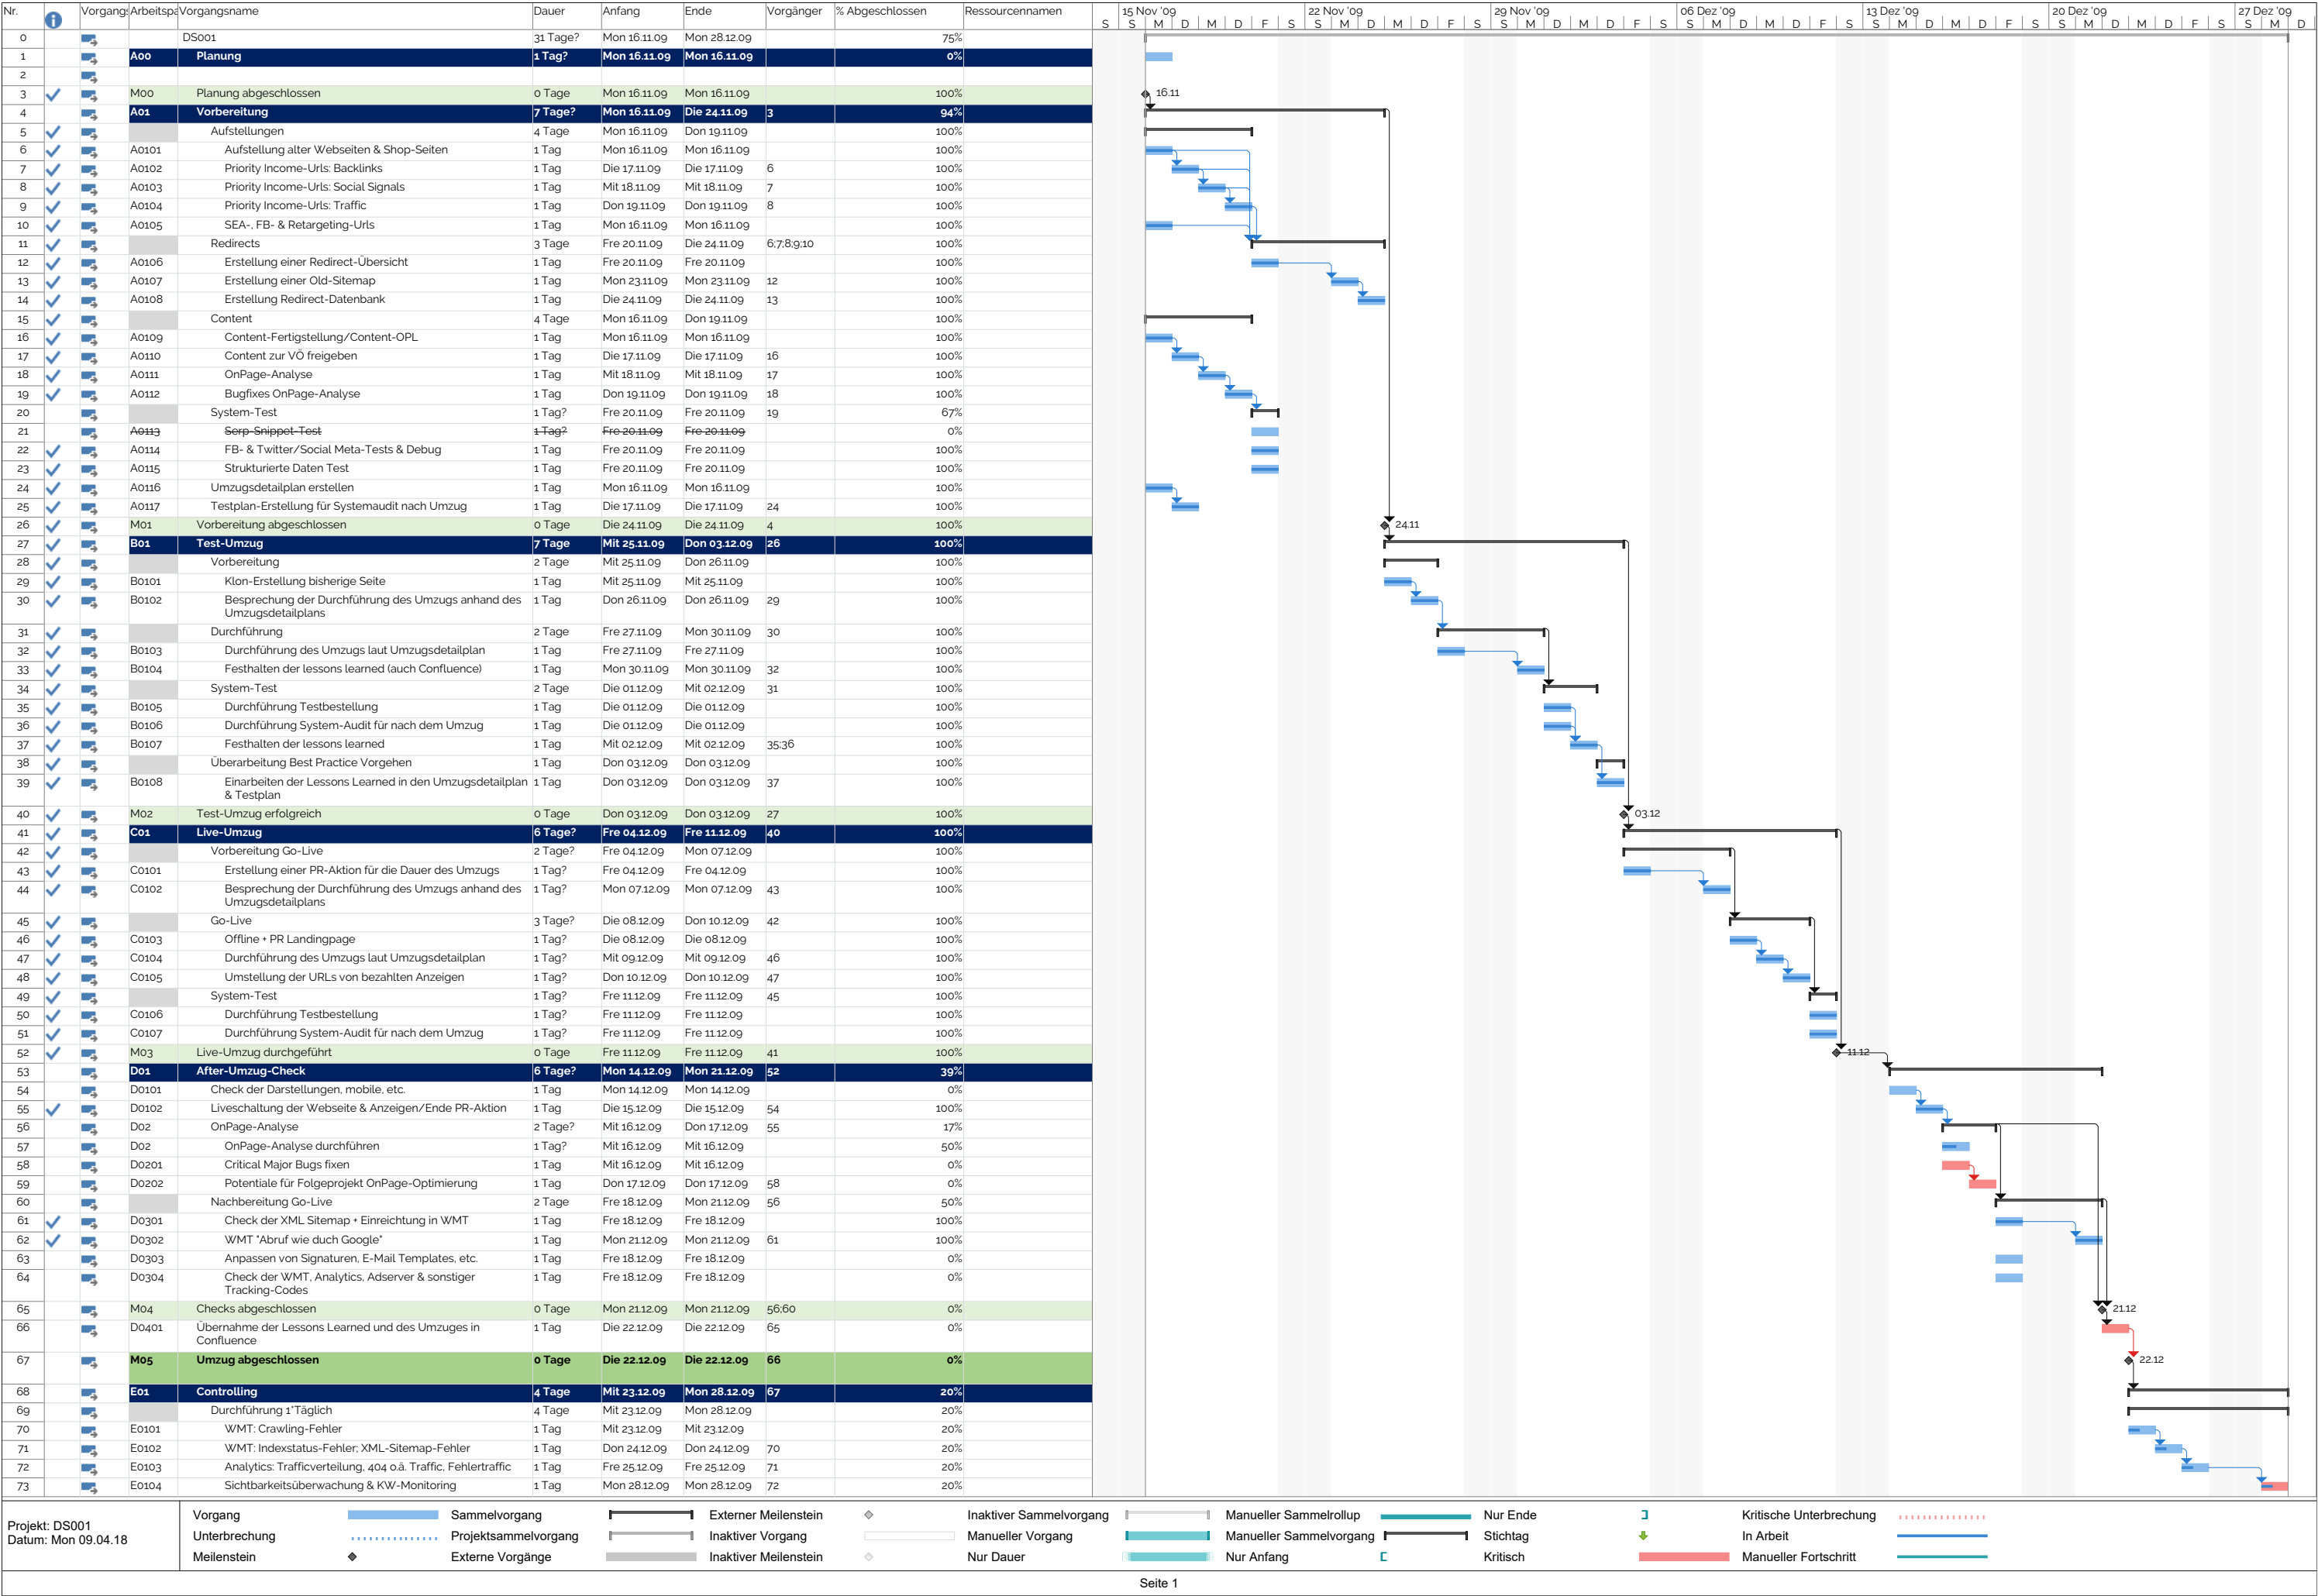 Nr. Vorgangs Arbeitspa Vorgangsname Dauer Anfang Ende Vorgänger % Abgeschlossen Ressourcennamen 15 Nov '09 22 Nov '09 29 Nov '09 06 Dez '09 13 Dez '09 20 Dez '09 27 Dez '09
S S M D M D F S S M D M D F S S M D M D F S S M D M D F S S M D M D F S S M D M D F S S M D
0 DS001 31 Tage? Mon 16.11.09 Mon 28.12.09 75%
1 A00 Planung 1 Tag? Mon 16.11.09 Mon 16.11.09 0%
2
3 M00 Planung abgeschlossen 0 Tage Mon 16.11.09 Mon 16.11.09 100% 16.11
4 A01 Vorbereitung 7 Tage? Mon 16.11.09 Die 24.11.09 3 94%
5 Aufstellungen 4 Tage Mon 16.11.09 Don 19.11.09 100%
6 A0101 Aufstellung alter Webseiten & Shop-Seiten 1 Tag Mon 16.11.09 Mon 16.11.09 100%
7 A0102 Priority Income-Urls: Backlinks 1 Tag Die 17.11.09 Die 17.11.09 6 100%
8 A0103 Priority Income-Urls: Social Signals 1 Tag Mit 18.11.09 Mit 18.11.09 7 100%
9 A0104 Priority Income-Urls: Traffic 1 Tag Don 19.11.09 Don 19.11.09 8 100%
10 A0105 SEA-, FB- & Retargeting-Urls 1 Tag Mon 16.11.09 Mon 16.11.09 100%
11 Redirects 3 Tage Fre 20.11.09 Die 24.11.09 6;7;8;9;10 100%
12 A0106 Erstellung einer Redirect-Übersicht 1 Tag Fre 20.11.09 Fre 20.11.09 100%
13 A0107 Erstellung einer Old-Sitemap 1 Tag Mon 23.11.09 Mon 23.11.09 12 100%
14 A0108 Erstellung Redirect-Datenbank 1 Tag Die 24.11.09 Die 24.11.09 13 100%
15 Content 4 Tage Mon 16.11.09 Don 19.11.09 100%
16 A0109 Content-Fertigstellung/Content-OPL 1 Tag Mon 16.11.09 Mon 16.11.09 100%
17 A0110 Content zur VÖ freigeben 1 Tag Die 17.11.09 Die 17.11.09 16 100%
18 A0111 OnPage-Analyse 1 Tag Mit 18.11.09 Mit 18.11.09 17 100%
19 A0112 Bugfixes OnPage-Analyse 1 Tag Don 19.11.09 Don 19.11.09 18 100%
20 System-Test 1 Tag? Fre 20.11.09 Fre 20.11.09 19 67%
21 A0113 Serp-Snippet-Test 1 Tag? Fre 20.11.09 Fre 20.11.09 0%
22 A0114 FB- & Twitter/Social Meta-Tests & Debug 1 Tag Fre 20.11.09 Fre 20.11.09 100%
23 A0115 Strukturierte Daten Test 1 Tag Fre 20.11.09 Fre 20.11.09 100%
24 A0116 Umzugsdetailplan erstellen 1 Tag Mon 16.11.09 Mon 16.11.09 100%
25 A0117 Testplan-Erstellung für Systemaudit nach Umzug 1 Tag Die 17.11.09 Die 17.11.09 24 100%
26 M01 Vorbereitung abgeschlossen 0 Tage Die 24.11.09 Die 24.11.09 4 100% 24.11
27 B01 Test-Umzug 7 Tage Mit 25.11.09 Don 03.12.09 26 100%
28 Vorbereitung 2 Tage Mit 25.11.09 Don 26.11.09 100%
29 B0101 Klon-Erstellung bisherige Seite 1 Tag Mit 25.11.09 Mit 25.11.09 100%
30 B0102 Besprechung der Durchführung des Umzugs anhand des 1 Tag Don 26.11.09 Don 26.11.09 29 100%
Umzugsdetailplans
31 Durchführung 2 Tage Fre 27.11.09 Mon 30.11.09 30 100%
32 B0103 Durchführung des Umzugs laut Umzugsdetailplan 1 Tag Fre 27.11.09 Fre 27.11.09 100%
33 B0104 Festhalten der lessons learned (auch Confluence) 1 Tag Mon 30.11.09 Mon 30.11.09 32 100%
34 System-Test 2 Tage Die 01.12.09 Mit 02.12.09 31 100%
35 B0105 Durchführung Testbestellung 1 Tag Die 01.12.09 Die 01.12.09 100%
36 B0106 Durchführung System-Audit für nach dem Umzug 1 Tag Die 01.12.09 Die 01.12.09 100%
37 B0107 Festhalten der lessons learned 1 Tag Mit 02.12.09 Mit 02.12.09 35;36 100%
38 Überarbeitung Best Practice Vorgehen 1 Tag Don 03.12.09 Don 03.12.09 100%
39 B0108 Einarbeiten der Lessons Learned in den Umzugsdetailplan 1 Tag Don 03.12.09 Don 03.12.09 37 100%
& Testplan
40 M02 Test-Umzug erfolgreich 0 Tage Don 03.12.09 Don 03.12.09 27 100% 03.12
41 C01 Live-Umzug 6 Tage? Fre 04.12.09 Fre 11.12.09 40 100%
42 Vorbereitung Go-Live 2 Tage? Fre 04.12.09 Mon 07.12.09 100%
43 C0101 Erstellung einer PR-Aktion für die Dauer des Umzugs 1 Tag? Fre 04.12.09 Fre 04.12.09 100%
44 C0102 Besprechung der Durchführung des Umzugs anhand des 1 Tag? Mon 07.12.09 Mon 07.12.09 43 100%
Umzugsdetailplans
45 Go-Live 3 Tage? Die 08.12.09 Don 10.12.09 42 100%
46 C0103 Offline + PR Landingpage 1 Tag? Die 08.12.09 Die 08.12.09 100%
47 C0104 Durchführung des Umzugs laut Umzugsdetailplan 1 Tag? Mit 09.12.09 Mit 09.12.09 46 100%
48 C0105 Umstellung der URLs von bezahlten Anzeigen 1 Tag? Don 10.12.09 Don 10.12.09 47 100%
49 System-Test 1 Tag? Fre 11.12.09 Fre 11.12.09 45 100%
50 C0106 Durchführung Testbestellung 1 Tag? Fre 11.12.09 Fre 11.12.09 100%
51 C0107 Durchführung System-Audit für nach dem Umzug 1 Tag? Fre 11.12.09 Fre 11.12.09 100%
52 M03 Live-Umzug durchgeführt 0 Tage Fre 11.12.09 Fre 11.12.09 41 100% 11.12
53 D01 After-Umzug-Check 6 Tage? Mon 14.12.09 Mon 21.12.09 52 39%
54 D0101 Check der Darstellungen, mobile, etc. 1 Tag Mon 14.12.09 Mon 14.12.09 0%
55 D0102 Liveschaltung der Webseite & Anzeigen/Ende PR-Aktion 1 Tag Die 15.12.09 Die 15.12.09 54 100%
56 D02 OnPage-Analyse 2 Tage? Mit 16.12.09 Don 17.12.09 55 17%
57 D02 OnPage-Analyse durchführen 1 Tag? Mit 16.12.09 Mit 16.12.09 50%
58 D0201 Critical Major Bugs fixen 1 Tag Mit 16.12.09 Mit 16.12.09 0%
59 D0202 Potentiale für Folgeprojekt OnPage-Optimierung 1 Tag Don 17.12.09 Don 17.12.09 58 0%
60 Nachbereitung Go-Live 2 Tage Fre 18.12.09 Mon 21.12.09 56 50%
61 D0301 Check der XML Sitemap + Einreichtung in WMT 1 Tag Fre 18.12.09 Fre 18.12.09 100%
62 D0302 WMT "Abruf wie duch Google" 1 Tag Mon 21.12.09 Mon 21.12.09 61 100%
63 D0303 Anpassen von Signaturen, E-Mail Templates, etc. 1 Tag Fre 18.12.09 Fre 18.12.09 0%
64 D0304 Check der WMT, Analytics, Adserver & sonstiger 1 Tag Fre 18.12.09 Fre 18.12.09 0%
Tracking-Codes
65 M04 Checks abgeschlossen 0 Tage Mon 21.12.09 Mon 21.12.09 56;60 0% 21.12
66 D0401 Übernahme der Lessons Learned und des Umzuges in 1 Tag Die 22.12.09 Die 22.12.09 65 0%
Confluence
67 M05 Umzug abgeschlossen 0 Tage Die 22.12.09 Die 22.12.09 66 0% 22.12
68 E01 Controlling 4 Tage Mit 23.12.09 Mon 28.12.09 67 20%
69 Durchführung 1*Täglich 4 Tage Mit 23.12.09 Mon 28.12.09 20%
70 E0101 WMT: Crawling-Fehler 1 Tag Mit 23.12.09 Mit 23.12.09 20%
71 E0102 WMT: Indexstatus-Fehler; XML-Sitemap-Fehler 1 Tag Don 24.12.09 Don 24.12.09 70 20%
72 E0103 Analytics: Trafficverteilung, 404 o.ä. Traffic, Fehlertraffic 1 Tag Fre 25.12.09 Fre 25.12.09 71 20%
73 E0104 Sichtbarkeitsüberwachung & KW-Monitoring 1 Tag Mon 28.12.09 Mon 28.12.09 72 20%
Projekt: DS001
Datum: Mon 09.04.18
Vorgang Sammelvorgang Externer Meilenstein Inaktiver Sammelvorgang Manueller Sammelrollup Nur Ende Kritische Unterbrechung
Unterbrechung Projektsammelvorgang Inaktiver Vorgang Manueller Vorgang Manueller Sammelvorgang Stichtag In Arbeit
Meilenstein Externe Vorgänge Inaktiver Meilenstein Nur Dauer Nur Anfang Kritisch Manueller Fortschritt
Seite 1